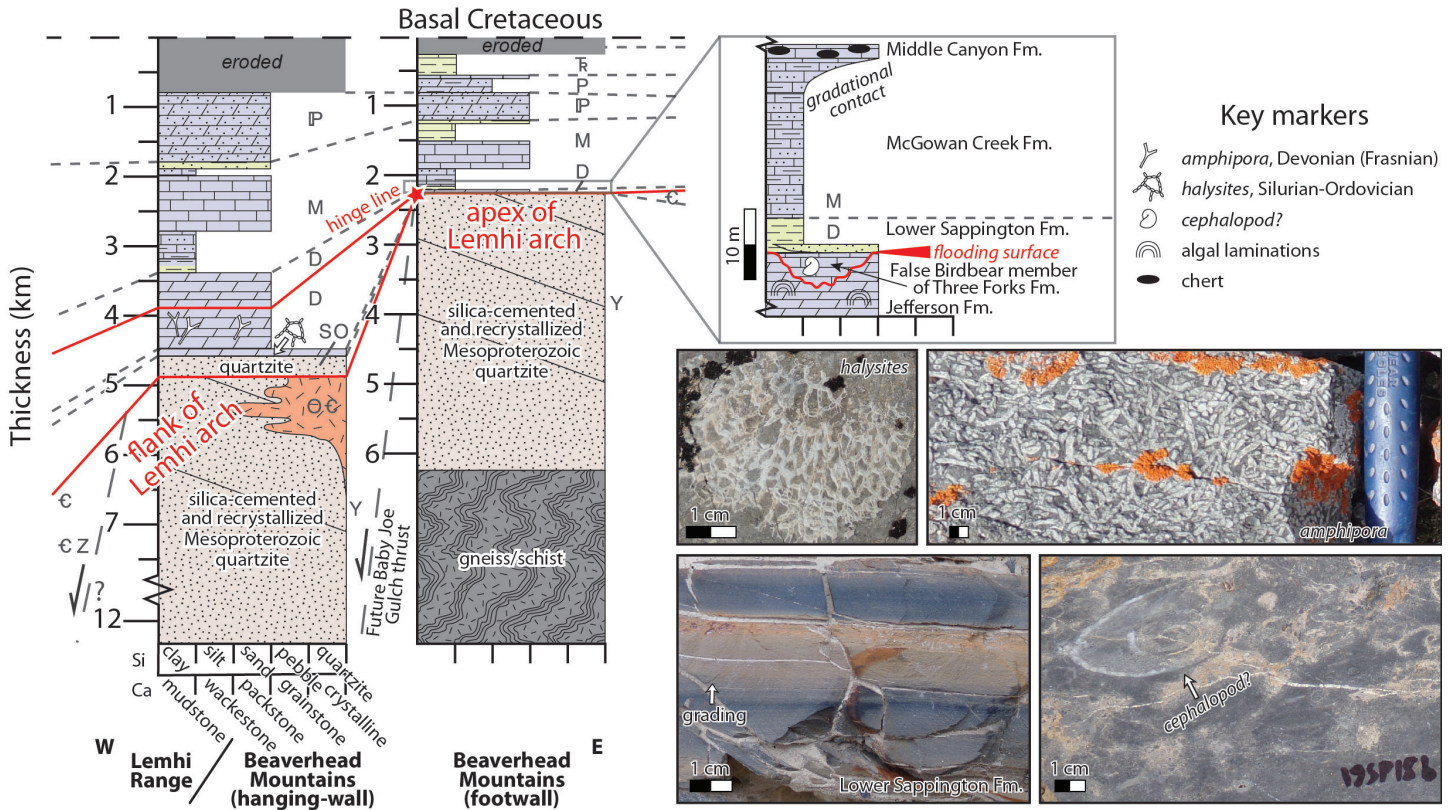 Basal Cretaceous
Thickness (km)
eroded
1
2
3
4
5
6
7
12
IP
M
D
D
SO
quartzite
O Ꞓ
flank of
Lemhi arch
silica-cemented
and recrystallized
Mesoproterozoic
quartzite
Y
Ꞓ
Ꞓ Z
?
hinge line
Future Baby Joe
Gulch thrust
eroded
1
2
3
4
5
6
TR
P
IP
M
D
Ꞓ
apex of
Lemhi arch
silica-cemented
and recrystallized
Mesoproterozoic
quartzite
Y
gneiss/schist
Si
Ca
clay
silt
sand
pebble
quartzite
mudstone
wackestone
packstone
grainstone
crystalline
W
E
Lemhi
Range
Beaverhead
Mountains
(hanging-wall)
Beaverhead
Mountains
(footwall)
Middle Canyon Fm.
gradational
contact
McGowan Creek Fm.
M
D
Lower Sappington Fm.
flooding surface
False Birdbear member
of Three Forks Fm.
Jefferson Fm.
10 m
Key markers
amphipora, Devonian (Frasnian)
halysites, Silurian-Ordovician
cephalopod?
algal laminations
chert
halysites
1 cm
1 cm
amphipora
grading
1 cm
Lower Sappington Fm.
cephalopod?
1 cm
19SP18b